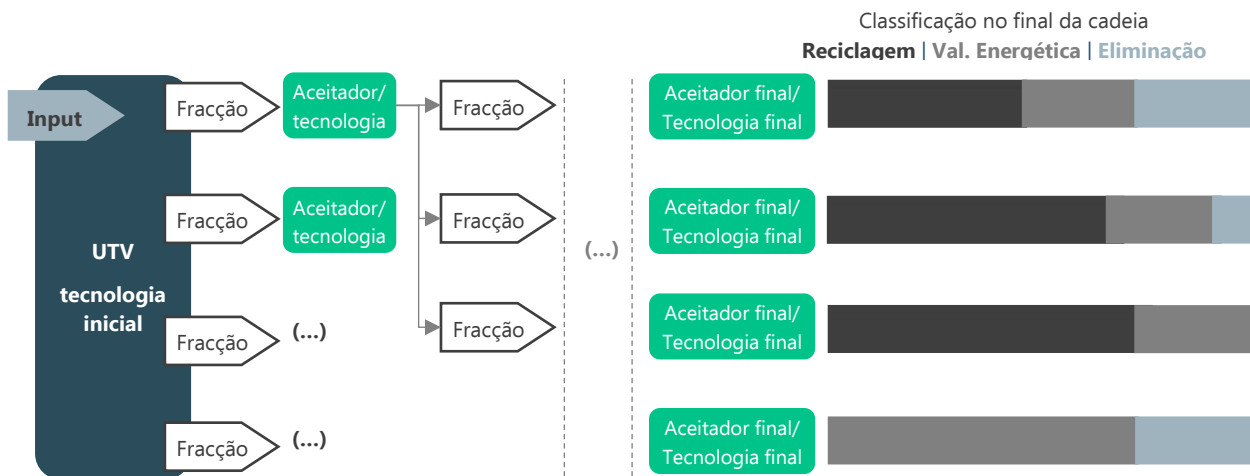 Classificação no final da cadeia
Reciclagem | Val. Energética | Eliminação
Input
UTV
tecnologia
inicial
Fracção
Aceitador/
tecnologia
Fracção
Aceitador final/
Tecnologia final
Fracção
Aceitador/
tecnologia
Fracção
(...)
Aceitador final/
Tecnologia final
Fracção
(...)
Fracção
Aceitador final/
Tecnologia final
Fracção
(...)
Aceitador final/
Tecnologia final